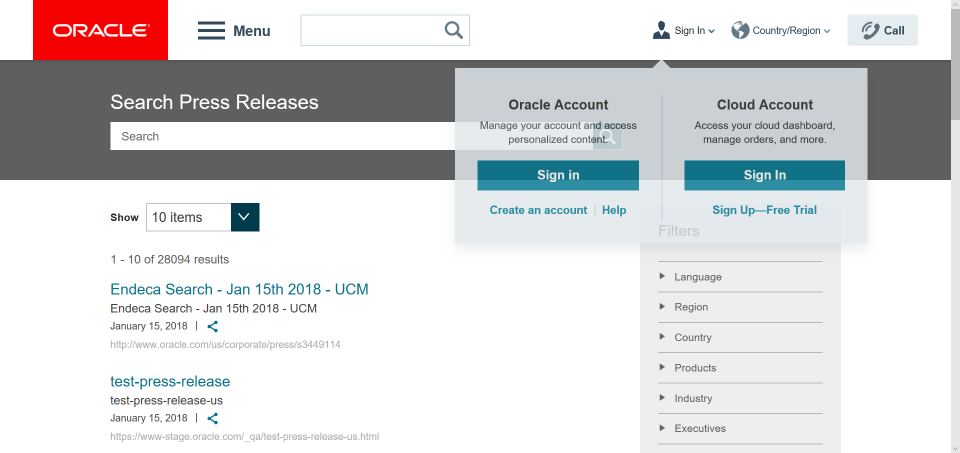 ORACLE
Menu
Sign In
Country/Region
Call
Oracle Account
Manage your account and access
personalized content.
Sign in
Create an account | Help
Cloud Account
Access your cloud dashboard,
manage orders, and more.
Sign In
Sign Up—Free Trial
Search Press Releases
Search
Show 10 items
1 - 10 of 28094 results
Endeca Search - Jan 15th 2018 - UCM
Endeca Search - Jan 15th 2018 - UCM
January 15, 2018 |
http://www.oracle.com/us/corporate/press/s3449114
test-press-release
test-press-release-us
January 15, 2018 |
https://www-stage.oracle.com/_qa/test-press-release-us.html
Filters
Language
Region
Country
Products
Industry
Executives